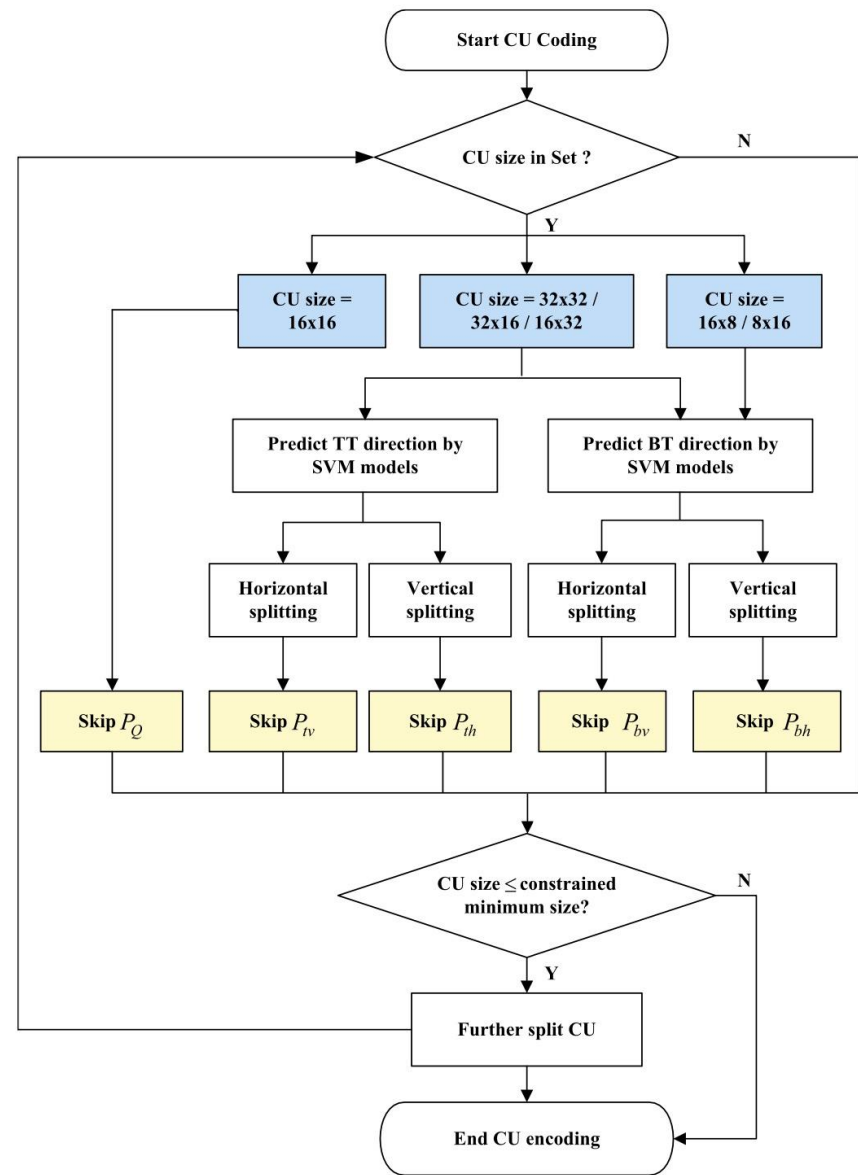 Start CU Coding
CU size in Set ?
N
Y
CU size =
16x16
CU size = 32x32 /
32x16 / 16x32
CU size =
16x8 / 8x16
Predict TT direction by
SVM models
Predict BT direction by
SVM models
Horizontal
splitting
Vertical
splitting
Horizontal
splitting
Vertical
splitting
Skip P_Q
Skip P_tv
Skip P_th
Skip P_bv
Skip P_bh
CU size ≤ constrained
minimum size?
N
Y
Further split CU
End CU encoding